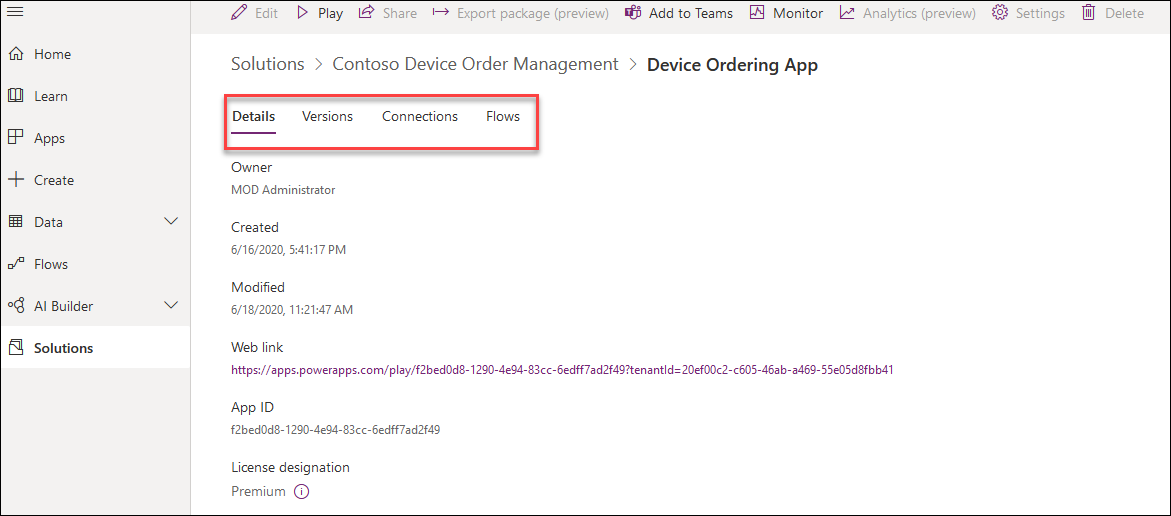 Edit Play Share Export package (preview) Add to Teams Monitor Analytics (preview) Settings Delete
Home
Learn
Apps
Create
Data
Flows
AI Builder
Solutions
Solutions > Contoso Device Order Management > Device Ordering App
Details Versions Connections Flows
Owner
MOD Administrator
Created
6/16/2020, 5:41:17 PM
Modified
6/18/2020, 11:21:47 AM
Web link
https://apps.powerapps.com/play/f2bed0d8-1290-4e94-83cc-6edff7ad2f49?tenantId=20ef00c2-c605-46ab-a469-55e05d8fbb41
App ID
f2bed0d8-1290-4e94-83cc-6edff7ad2f49
License designation
Premium